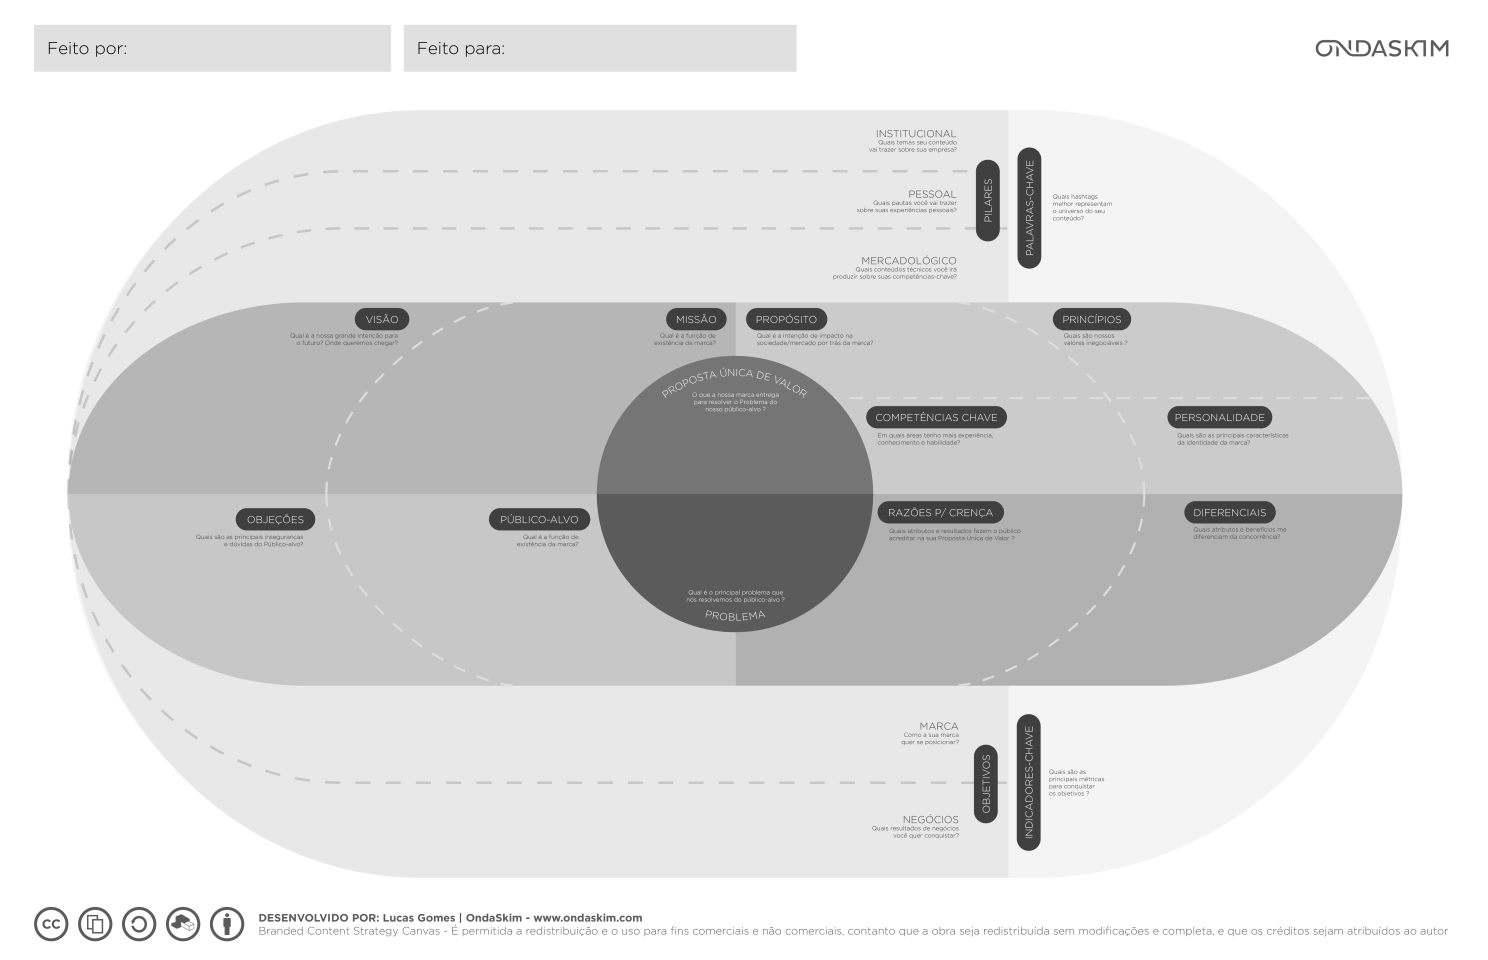 Feito por:
Feito para:
ONDASKIM
INSTITUCIONAL
Quais temas seu conteúdo
vai trazer sobre sua empresa?
PESSOAL
Quais pautas você vai trazer
sobre suas experiências pessoais?
MERCADOLÓGICO
Quais conteúdos técnicos você irá
produzir sobre suas competências-chave?
PILARES
PALAVRAS-CHAVE
Quais hashtags
melhor representam
o universo do seu
conteúdo?
VISÃO
Qual é a nossa grande intenção para
o futuro? Onde queremos chegar?
MISSÃO
Qual é a função de
existência da marca?
PROPÓSITO
Qual é a intenção de impacto na
sociedade/mercado por trás da marca?
PRINCÍPIOS
Quais são nossos
valores inegociáveis ?
PROPOSTA ÚNICA DE VALOR
O que a nossa marca entrega
para resolver o Problema do
nosso público-alvo ?
COMPETÊNCIAS CHAVE
Em quais áreas tenho mais experiência,
conhecimento e habilidade?
PERSONALIDADE
Quais são as principais características
da identidade da marca?
OBJEÇÕES
Quais são as principais inseguranças
e dúvidas do Público-alvo?
PÚBLICO-ALVO
Qual é a função de
existência da marca?
RAZÕES P/ CRENÇA
Quais atributos e resultados fazem o público
acreditar na sua Proposta Única de Valor ?
DIFERENCIAIS
Quais atributos e benefícios me
diferenciam da concorrência?
Qual é o principal problema que
nós resolvemos do público-alvo ?
PROBLEMA
MARCA
Como a sua marca
quer se posicionar?
NEGÓCIOS
Quais resultados de negócios
você quer conquistar?
OBJETIVOS
INDICADORES-CHAVE
Quais são as
principais métricas
para conquistar
os objetivos ?
CC
DESENVOLVIDO POR: Lucas Gomes | OndaSkim - www.ondaskim.com
Branded Content Strategy Canvas - É permitida a redistribuição e o uso para fins comerciais e não comerciais, contanto que a obra seja redistribuída sem modificações e completa, e que os créditos sejam atribuídos ao autor